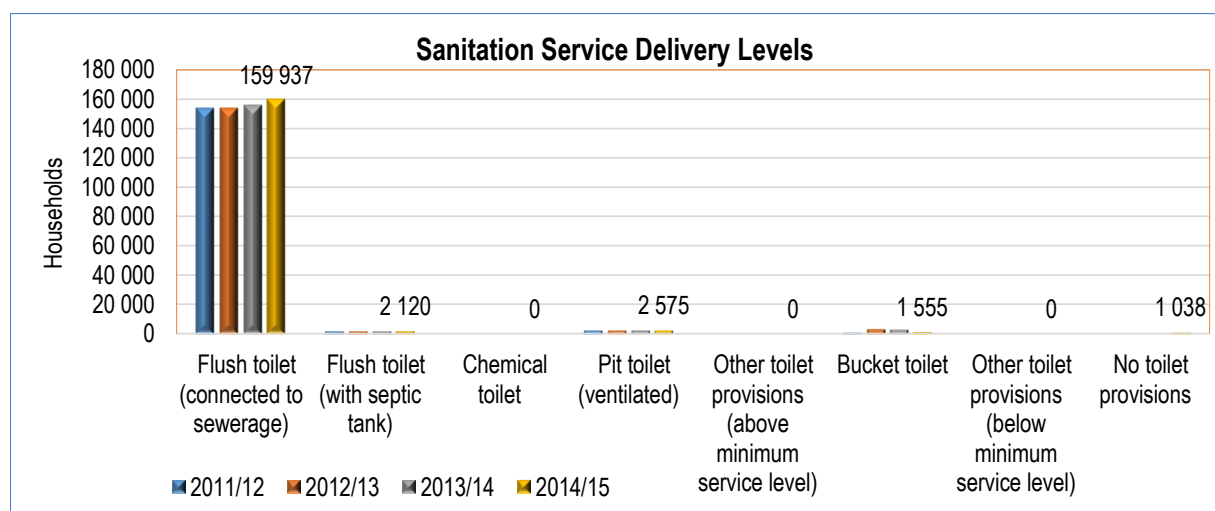 Sanitation Service Delivery Levels
180 000
160 000
140 000
120 000
100 000
80 000
60 000
40 000
20 000
0
Households
159 937
2 120
0
2 575
0
1 555
0
1 038
Flush toilet
(connected to
sewerage)
Flush toilet
(with septic
tank)
Chemical
toilet
Pit toilet
(ventilated)
Other toilet
provisions
(above
minimum
service level)
Bucket toilet
Other toilet
provisions
(below
minimum
service level)
No toilet
provisions
2011/12 2012/13 2013/14 2014/15